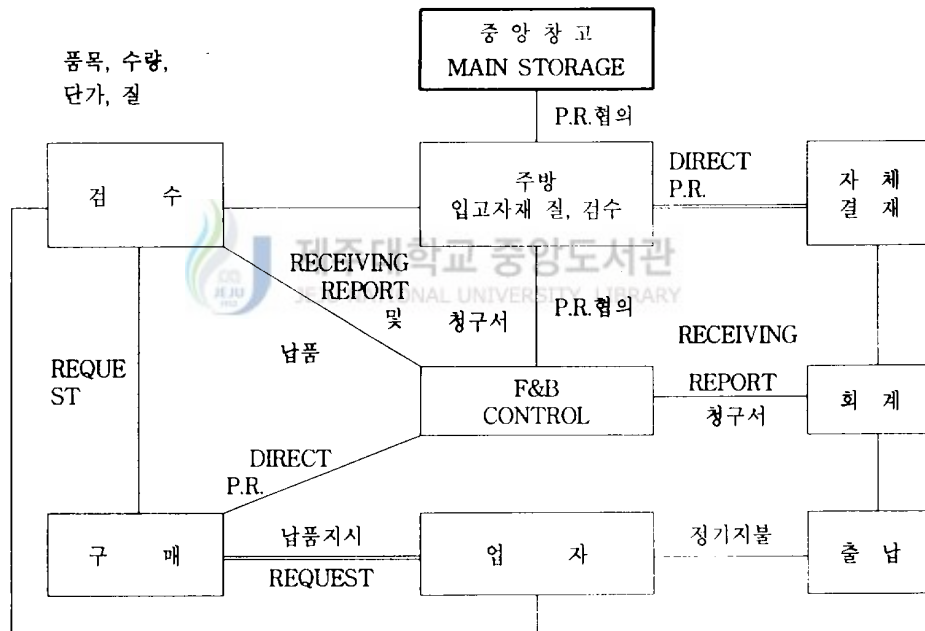 중 앙 창 고
MAIN STORAGE
품목, 수량,
단가, 질
P.R.협의
검 수
주방
입고자재 질, 검수
DIRECT
P.R.
자 체
결 재
제주대학교 중앙도서관
JEJU NATIONAL UNIVERSITY LIBRARY
JEJU
1952
RECEIVING
REPORT
및 청구서
P.R.협의
납품
REQUE
ST
F&B
CONTROL
RECEIVING
REPORT
청구서
회 계
DIRECT
P.R.
구 매
납품지시
REQUEST
업 자
정기지불
출 납